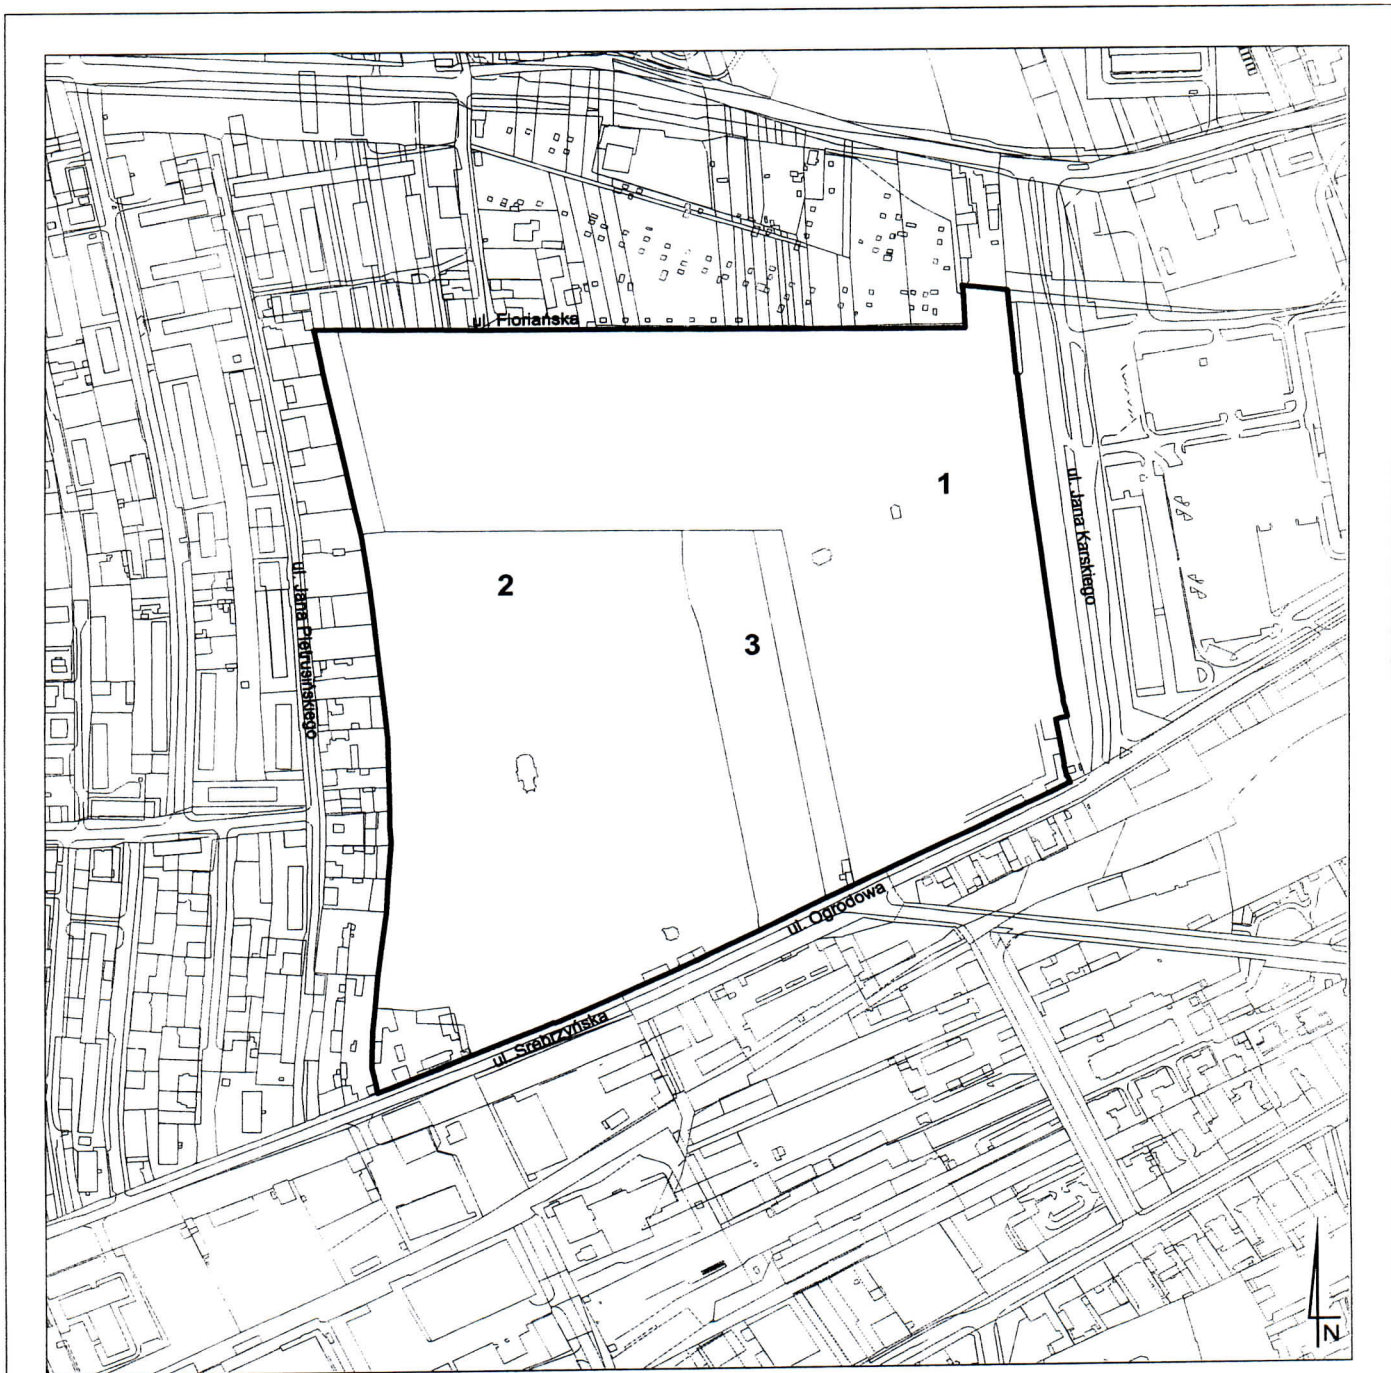 ul. Floriańska
1
ul. Jana Karskiego
2
ul. Jana Pietrusińskiego
3
ul. Ogrodowa
ul. Srebrzyńska
N